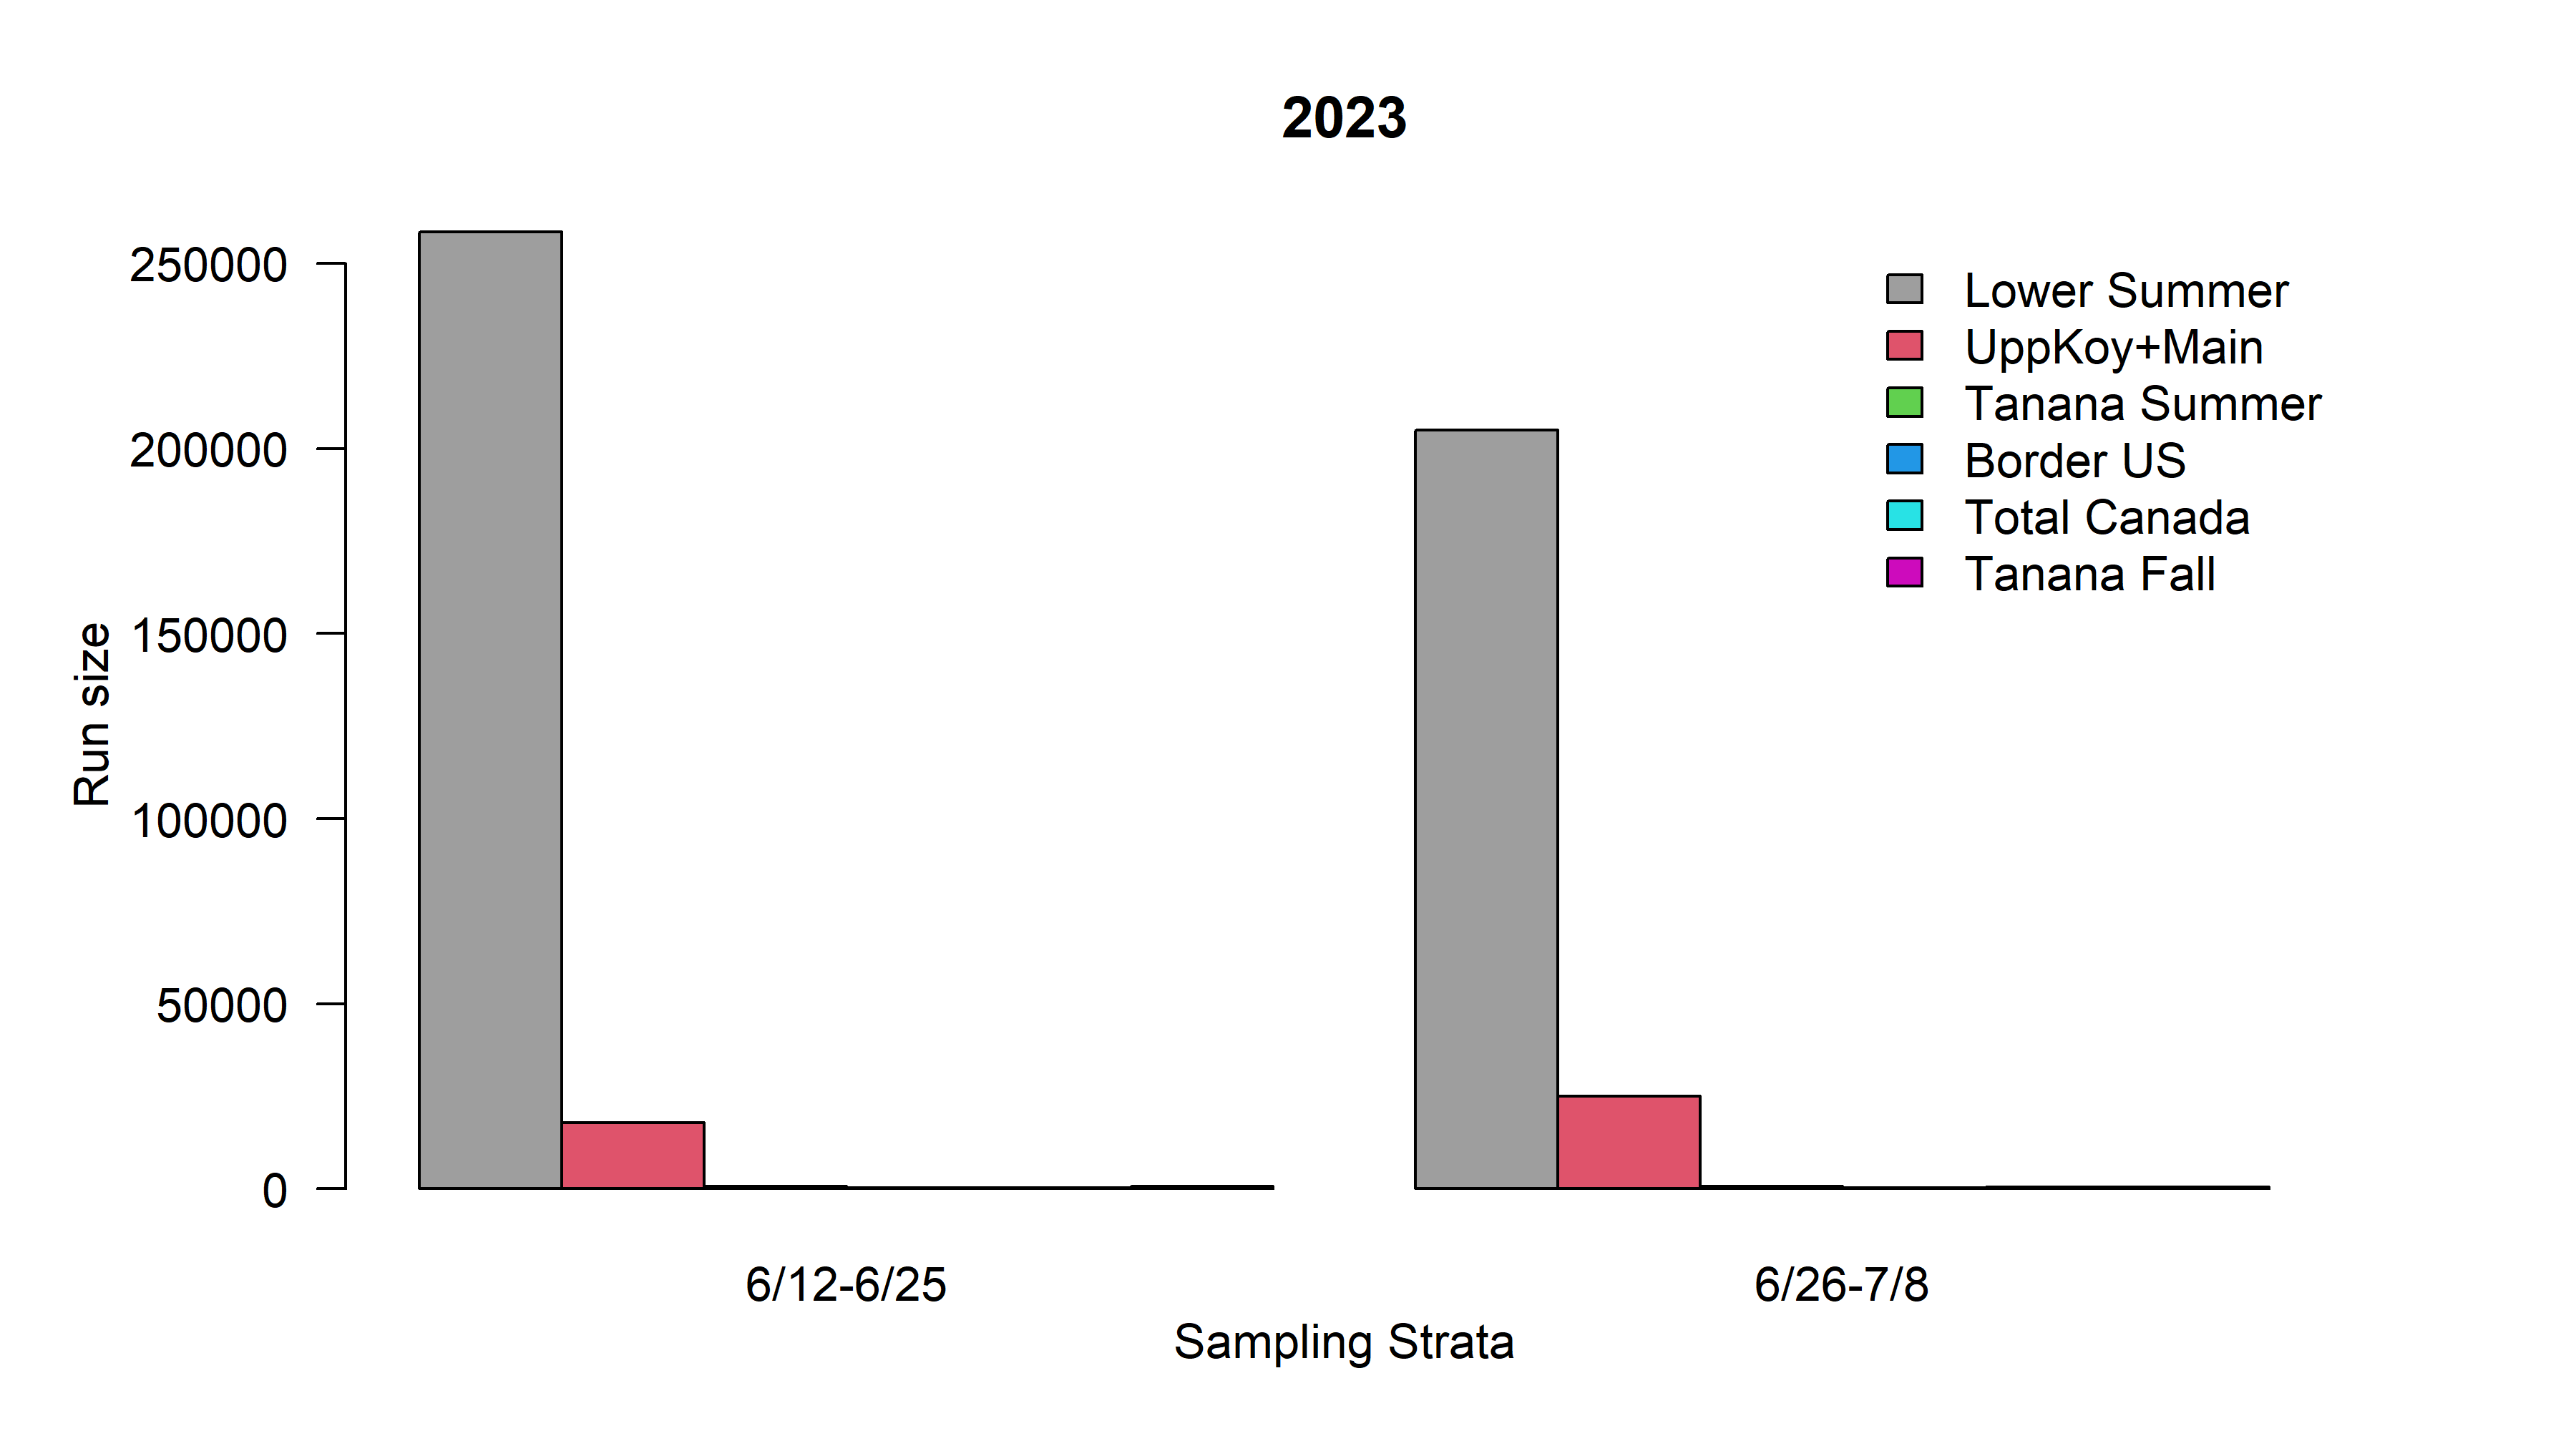 2023
250000
200000
150000
100000
50000
0
Run size
Lower Summer
UppKoy+Main
Tanana Summer
Border US
Total Canada
Tanana Fall
6/12-6/25
6/26-7/8
Sampling Strata